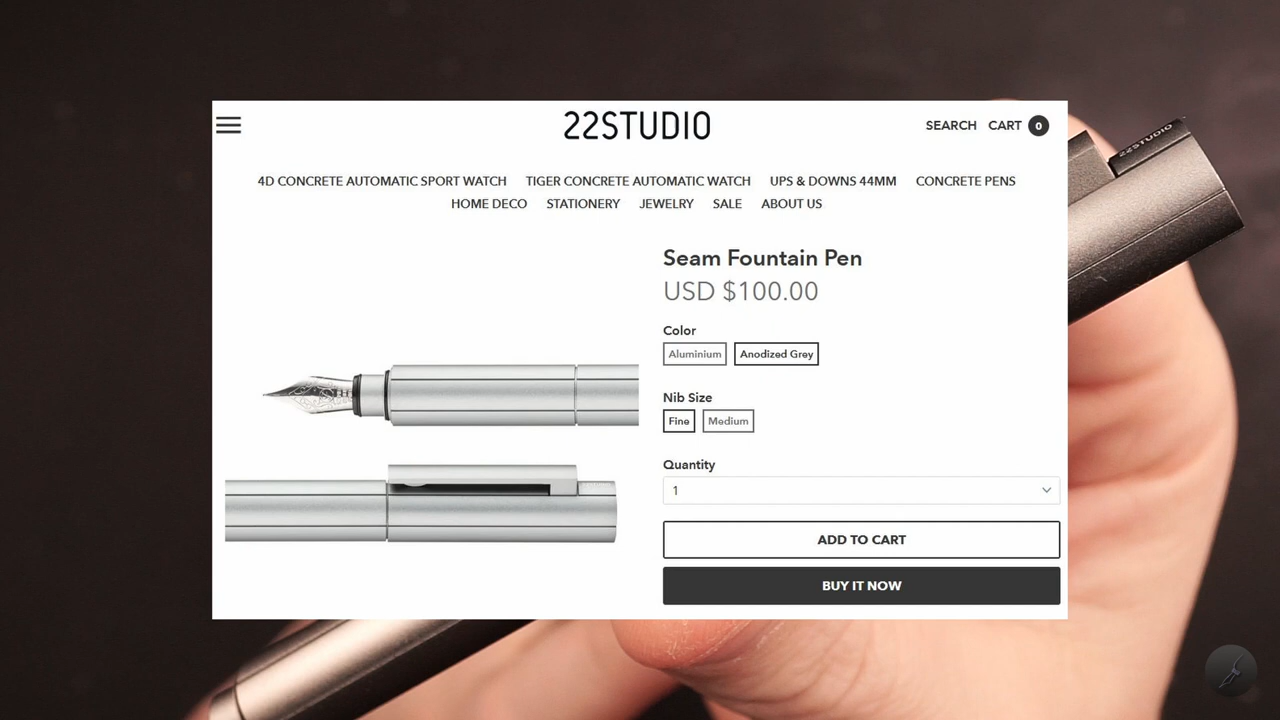 22STUDIO
SEARCH CART 0
22STUDIO
4D CONCRETE AUTOMATIC SPORT WATCH TIGER CONCRETE AUTOMATIC WATCH UPS & DOWNS 44MM CONCRETE PENS
HOME DECO STATIONERY JEWELRY SALE ABOUT US
Seam Fountain Pen
USD $100.00
Color
Aluminium Anodized Grey
Nib Size
Fine Medium
Quantity
1
ADD TO CART
BUY IT NOW